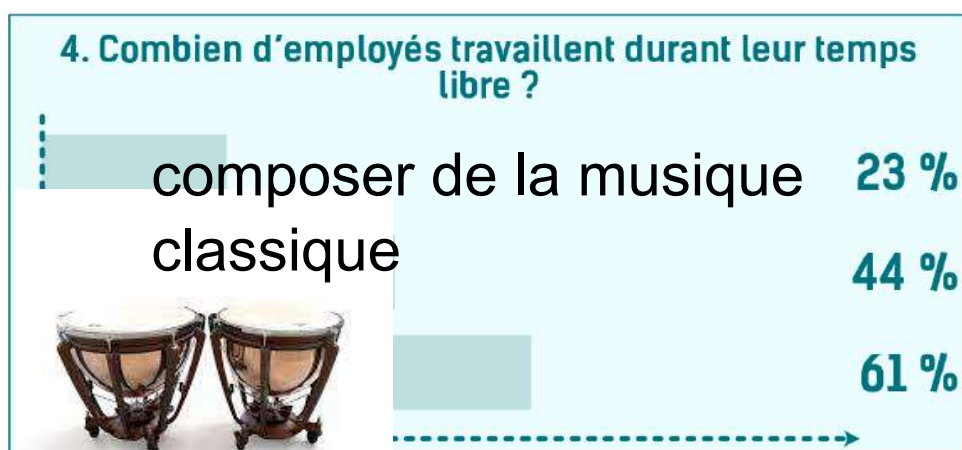 4. Combien d'employés travaillent durant leur temps
libre ?
composer de la musique
classique
23 %
44 %
61 %